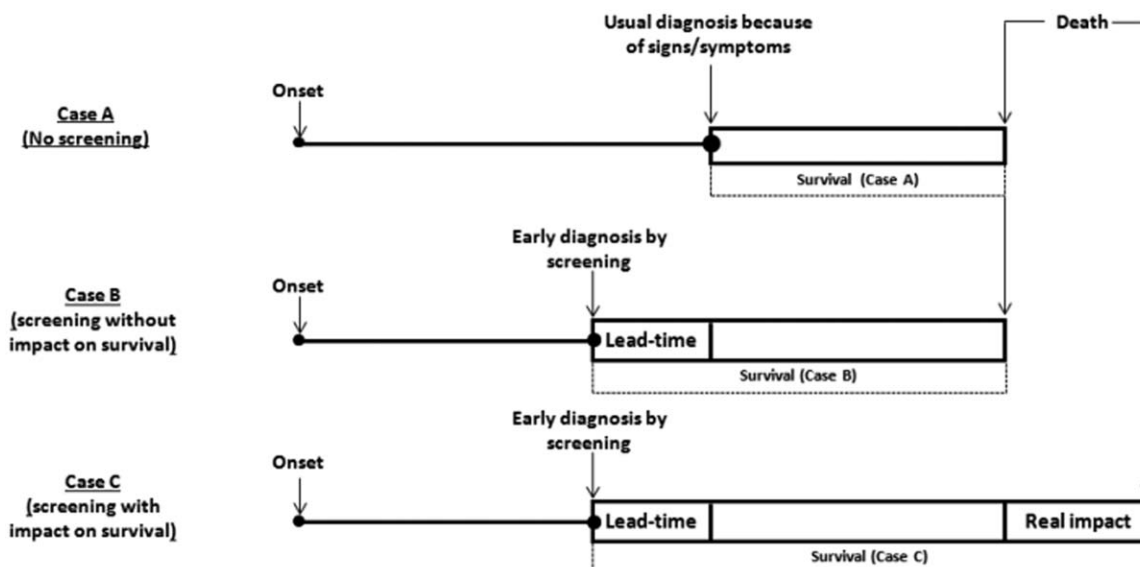 Usual diagnosis because
of signs/symptoms
Death
Onset
Case A
(No screening)
Survival (Case A)
Early diagnosis by
screening
Onset
Case B
(screening without
impact on survival)
Lead-time
Survival (Case B)
Early diagnosis by
screening
Onset
Case C
(screening with
impact on survival)
Lead-time
Real impact
Survival (Case C)